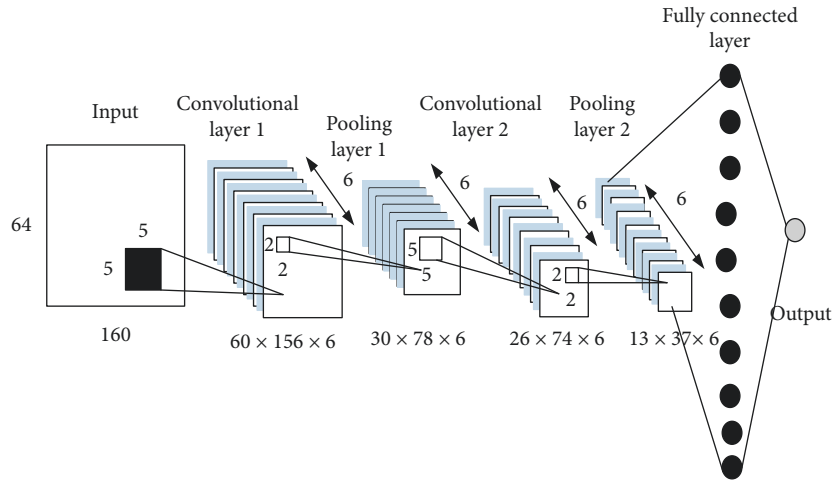 Fully connected
layer
Input
Convolutional
layer 1
Pooling
layer 1
Convolutional
layer 2
Pooling
layer 2
6
6
6
6
64
5
5
2
2
5
5
2
2
Output
160
60 × 156 × 6
30 × 78 × 6
26 × 74 × 6
13 × 37× 6